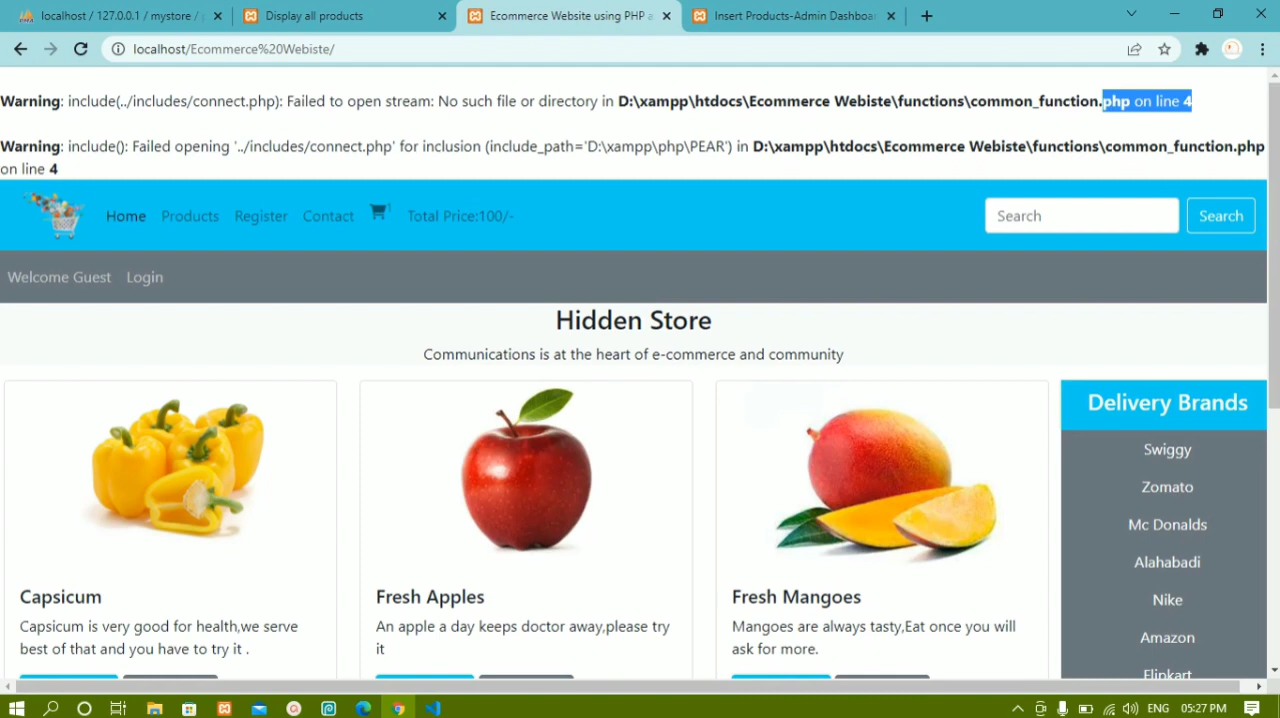 localhost / 127.0.0.1 / mystore /
Display all products
Ecommerce Website using PHP
Insert Products-Admin Dashboa
localhost/Ecommerce%20Webiste/
Warning: include(../includes/connect.php): Failed to open stream: No such file or directory in D:\xampp\htdocs\Ecommerce Webiste\functions\common_function.php on line 4
Warning: include(): Failed opening '../includes/connect.php' for inclusion (include_path='D:\xampp\php\PEAR') in D:\xampp\htdocs\Ecommerce Webiste\functions\common_function.php
on line 4
Home Products Register Contact 1 Total Price:100/- Search Search
Welcome Guest Login
Hidden Store
Communications is at the heart of e-commerce and community
Delivery Brands
Swiggy
Zomato
Mc Donalds
Alahabadi
Nike
Amazon
Flipkart
Capsicum
Capsicum is very good for health,we serve
best of that and you have to try it .
Fresh Apples
An apple a day keeps doctor away,please try
it
Fresh Mangoes
Mangoes are always tasty,Eat once you will
ask for more.
ENG 05:27 PM